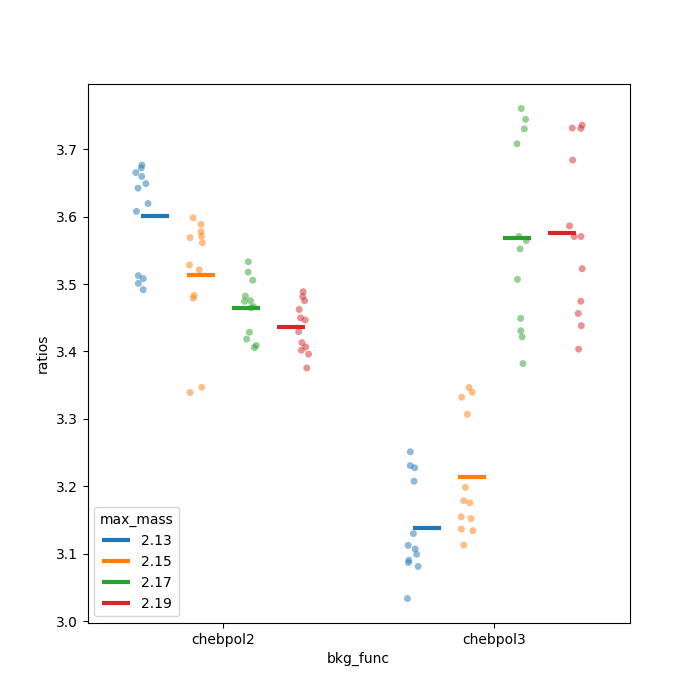 3.7
3.6
3.5
3.4
3.3
3.2
3.1
3.0
ratios
max_mass
2.13
2.15
2.17
2.19
chebpol2
chebpol3
bkg_func